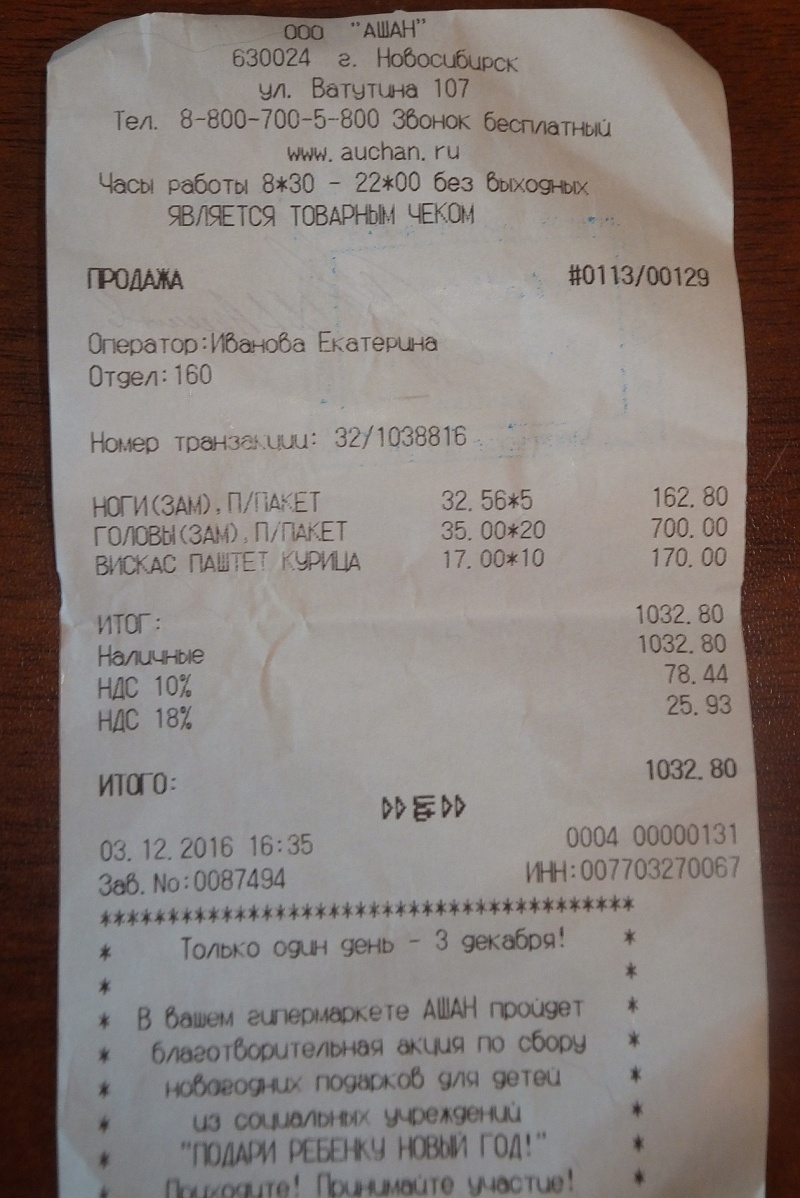 ООО "АШАН"
630024 г. Новосибирск
ул. Ватутина 107
Тел. 8-800-700-5-800 Звонок бесплатный
www.auchan.ru
Часы работы 8*30 - 22*00 без выходных
ЯВЛЯЕТСЯ ТОВАРНЫМ ЧЕКОМ
ПРОДАЖА #0113/00129
Оператор:Иванова Екатерина
Отдел:160
Номер транзакции: 32/1038816
НОГИ(ЗАМ),П/ПАКЕТ 32.56*5 162.80
ГОЛОВЫ(ЗАМ),П/ПАКЕТ 35.00*20 700.00
ВИСКАС ПАШТЕТ КУРИЦА 17.00*10 170.00
ИТОГ: 1032.80
Наличные 1032.80
НДС 10% 78.44
НДС 18% 25.93
ИТОГО: 1032.80
03.12.2016 16:35 0004 00000131
Зав.No:0087494 ИНН:007703270067
****************************************
* Только один день - 3 декабря! *
* *
* В вашем гипермаркете АШАН пройдет *
* благотворительная акция по сбору *
* новогодних подарков для детей *
* из социальных учреждений *
* "ПОДАРИ РЕБЕНКУ НОВЫЙ ГОД!" *
* Приходите! Принимайте участие! *